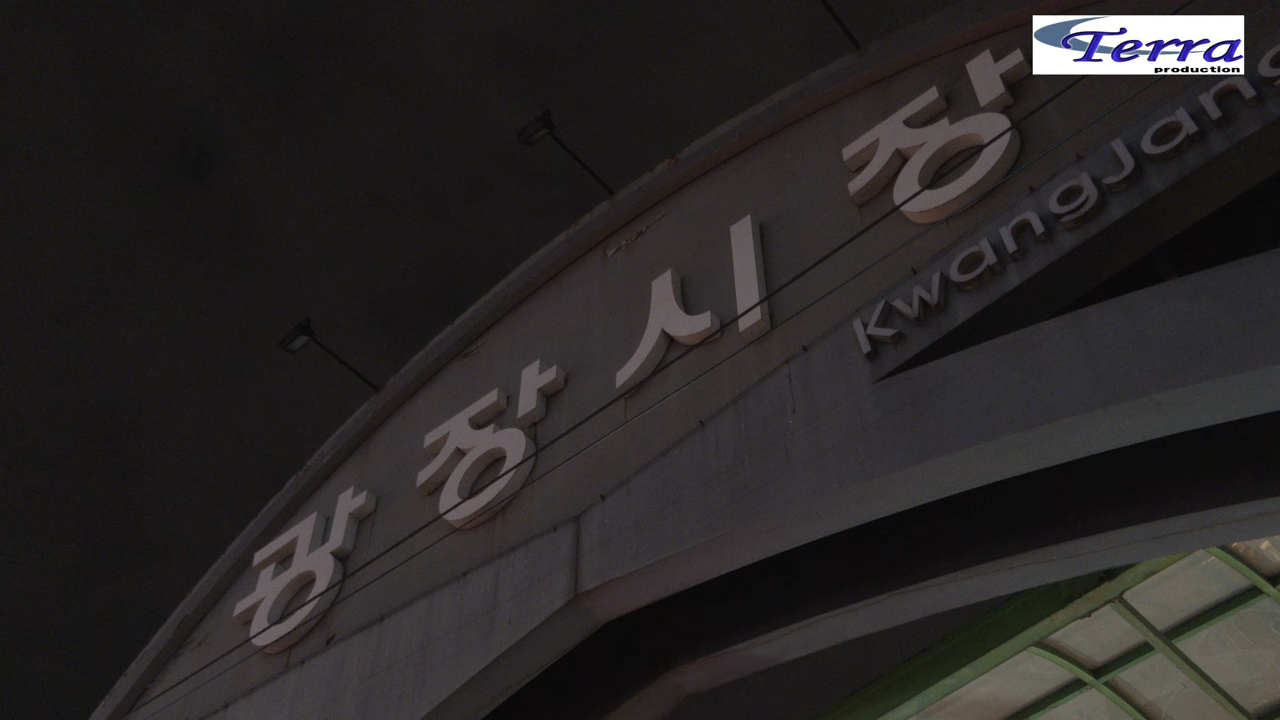 Terra
production
광장시장
KwangJang